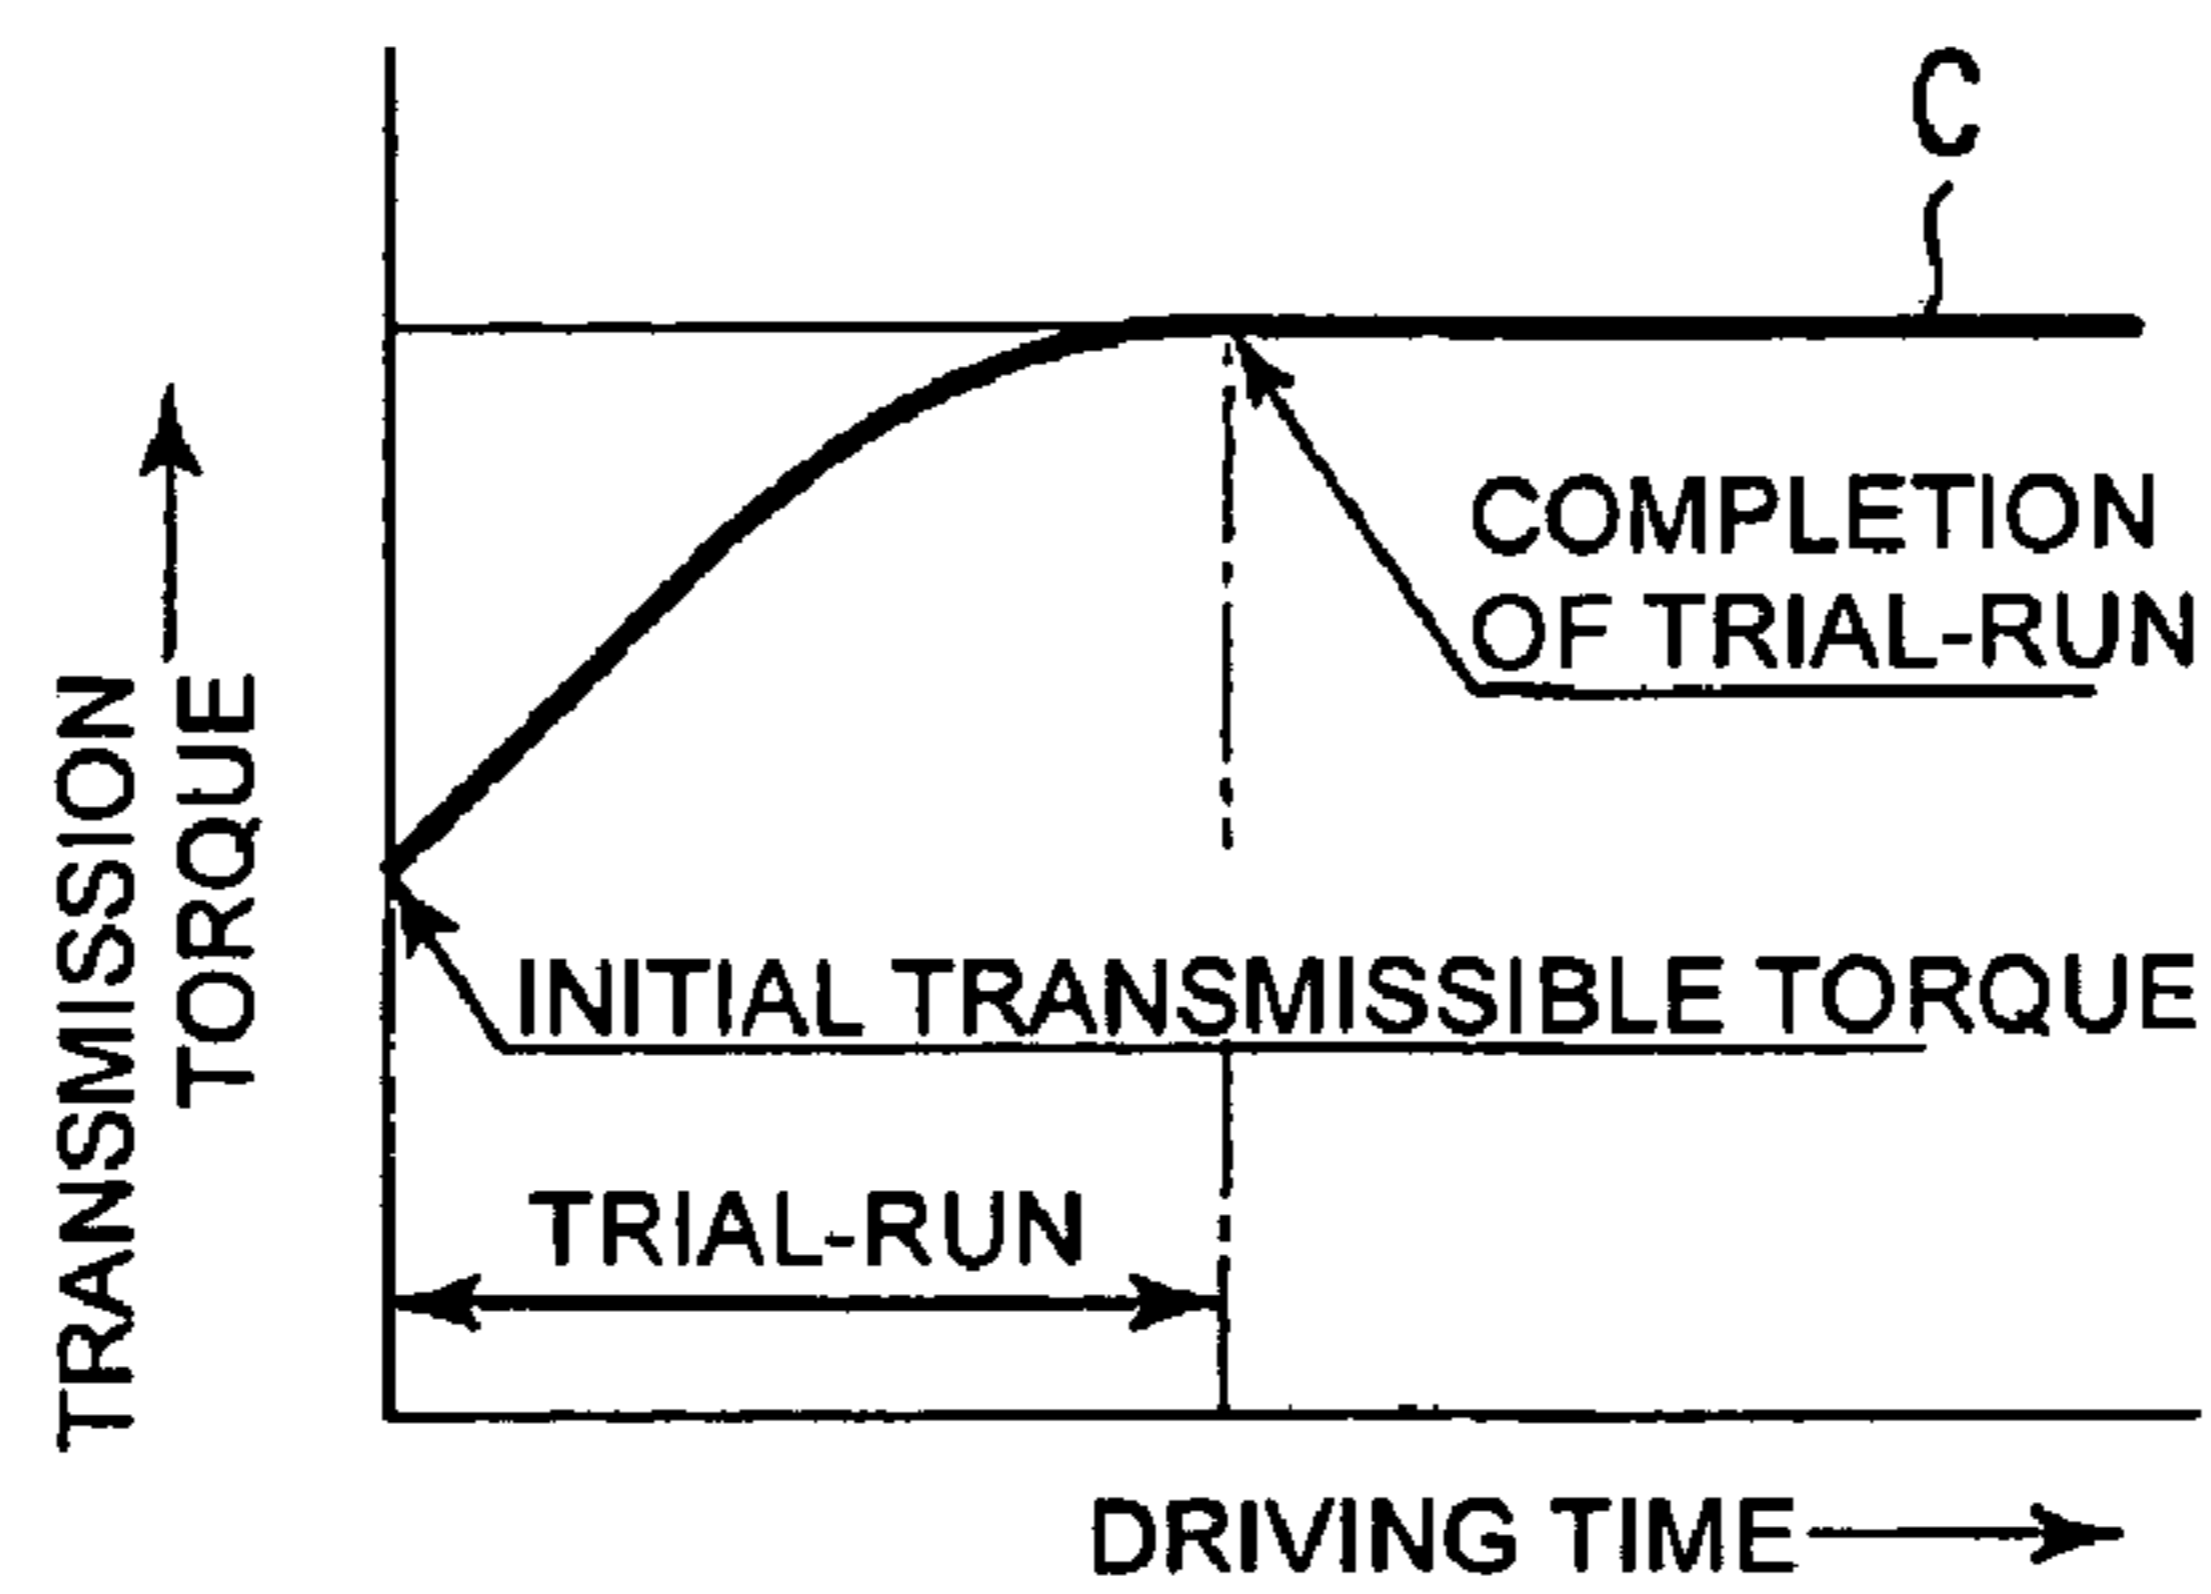 C
COMPLETION
OF TRIAL-RUN
TRANSMISSION
TORQUE
INITIAL TRANSMISSIBLE TORQUE
TRIAL-RUN
DRIVING TIME